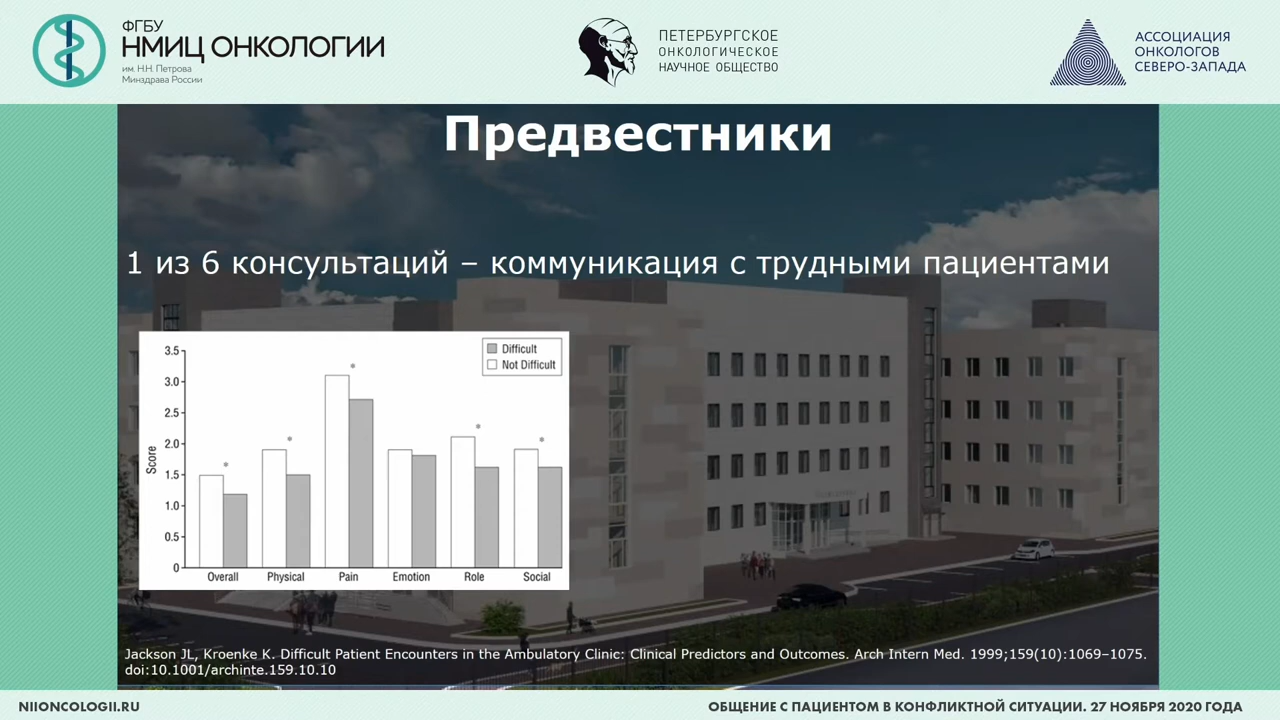 ФГБУ
НМИЦ ОНКОЛОГИИ
им. Н.Н. Петрова
Минздрава России
ПЕТЕРБУРГСКОЕ
ОНКОЛОГИЧЕСКОЕ
НАУЧНОЕ ОБЩЕСТВО
АССОЦИАЦИЯ
ОНКОЛОГОВ
СЕВЕРО-ЗАПАДА
Предвестники
1 из 6 консультаций – коммуникация с трудными пациентами
Difficult
Not Difficult
Score
3.5
3.0
2.5
2.0
1.5
1.0
0.5
0
* * * * *
Overall Physical Pain Emotion Role Social
Jackson JL, Kroenke K. Difficult Patient Encounters in the Ambulatory Clinic: Clinical Predictors and Outcomes. Arch Intern Med. 1999;159(10):1069–1075.
doi:10.1001/archinte.159.10.10
NIIONCOLOGII.RU
ОБЩЕНИЕ С ПАЦИЕНТОМ В КОНФЛИКТНОЙ СИТУАЦИИ. 27 НОЯБРЯ 2020 ГОДА